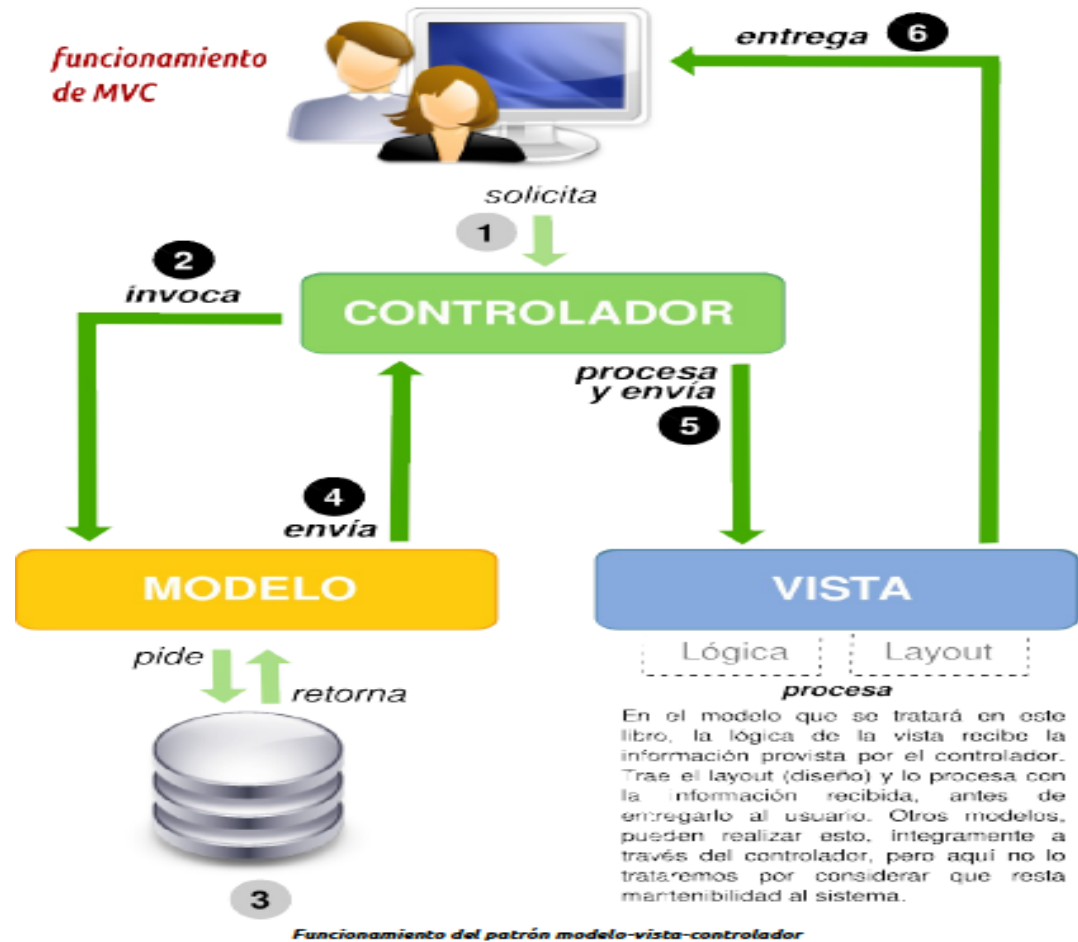 funcionamiento
de MVC
entrega 6
solicita
1
2
invoca
CONTROLADOR
procesa
y envía
5
4
envía
MODELO
VISTA
pide
retorna
Lógica
Layout
procesa
En el modelo que se tratará en este
libro, la lógica de la vista recibe la
información provista por el controlador.
Trae el layout (diseño) y lo procesa con
la información recibida, antes de
entregarlo al usuario. Otros modelos,
pueden realizar esto, íntegramente a
través del controlador, pero aquí no lo
trataremos por considerar que resta
mantenibilidad al sistema.
3
Funcionamiento del patrón modelo-vista-controlador